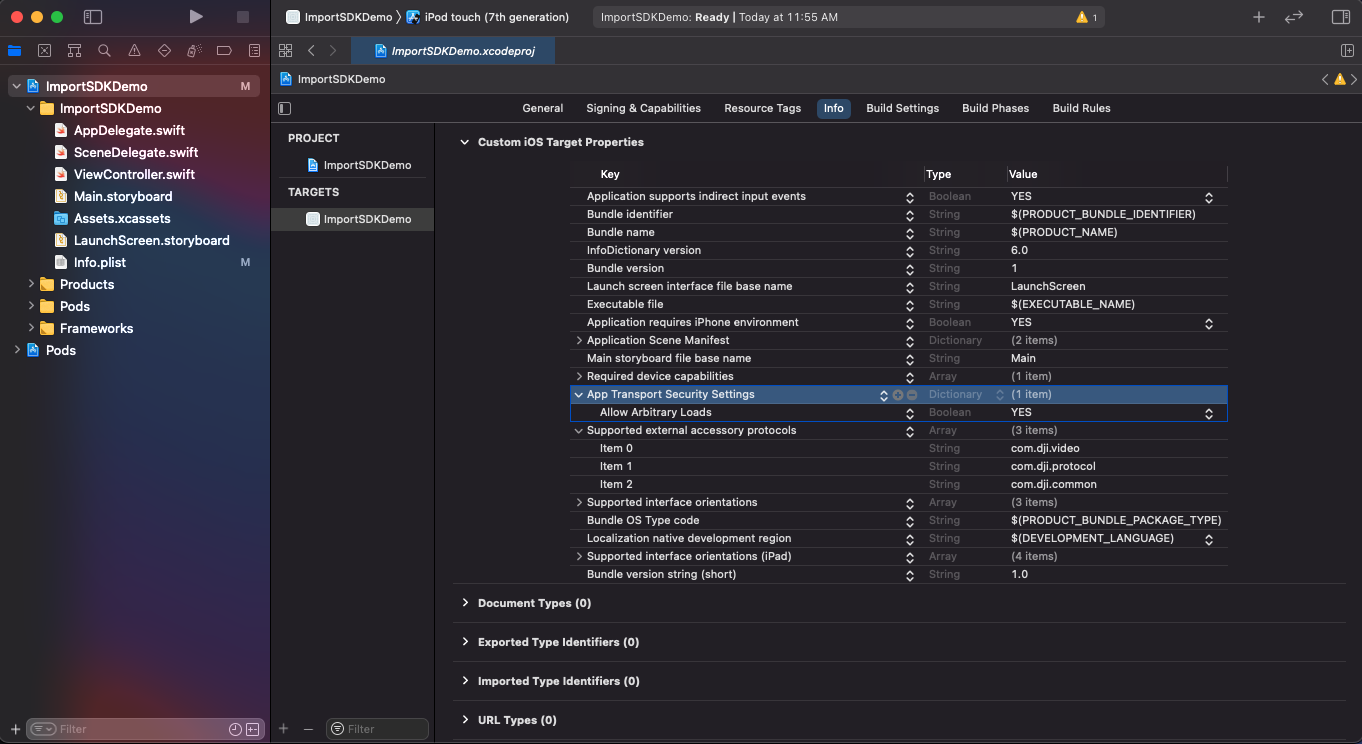 ImportSDKDemo
iPod touch (7th generation)
ImportSDKDemo: Ready | Today at 11:55 AM
1
ImportSDKDemo.xcodeproj
ImportSDKDemo M
ImportSDKDemo
AppDelegate.swift
SceneDelegate.swift
ViewController.swift
Main.storyboard
Assets.xcassets
LaunchScreen.storyboard
Info.plist M
Products
Pods
Frameworks
Pods
Filter
ImportSDKDemo
General Signing & Capabilities Resource Tags Info Build Settings Build Phases Build Rules
PROJECT
ImportSDKDemo
TARGETS
ImportSDKDemo
Filter
Custom iOS Target Properties
Key Type Value
Application supports indirect input events Boolean YES
Bundle identifier String $(PRODUCT_BUNDLE_IDENTIFIER)
Bundle name String $(PRODUCT_NAME)
InfoDictionary version String 6.0
Bundle version String 1
Launch screen interface file base name String LaunchScreen
Executable file String $(EXECUTABLE_NAME)
Application requires iPhone environment Boolean YES
Application Scene Manifest Dictionary (2 items)
Main storyboard file base name String Main
Required device capabilities Array (1 item)
App Transport Security Settings Dictionary (1 item)
Allow Arbitrary Loads Boolean YES
Supported external accessory protocols Array (3 items)
Item 0 String com.dji.video
Item 1 String com.dji.protocol
Item 2 String com.dji.common
Supported interface orientations Array (3 items)
Bundle OS Type code String $(PRODUCT_BUNDLE_PACKAGE_TYPE)
Localization native development region String $(DEVELOPMENT_LANGUAGE)
Supported interface orientations (iPad) Array (4 items)
Bundle version string (short) String 1.0
Document Types (0)
Exported Type Identifiers (0)
Imported Type Identifiers (0)
URL Types (0)